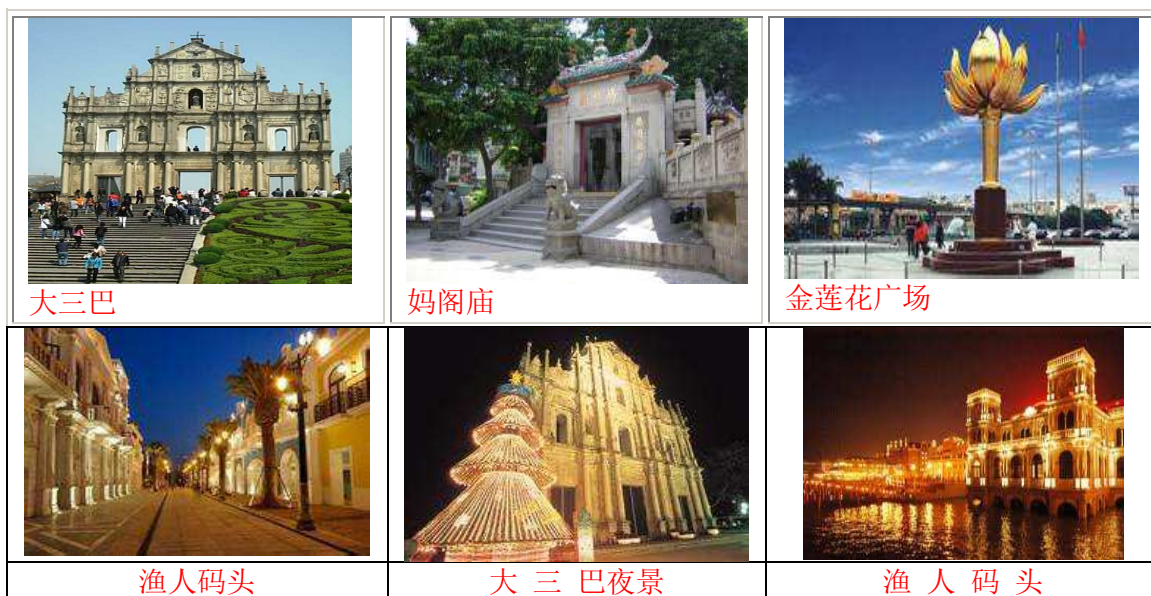 大三巴
妈阁庙
金莲花广场
渔人码头
大 三 巴夜景
渔 人 码 头